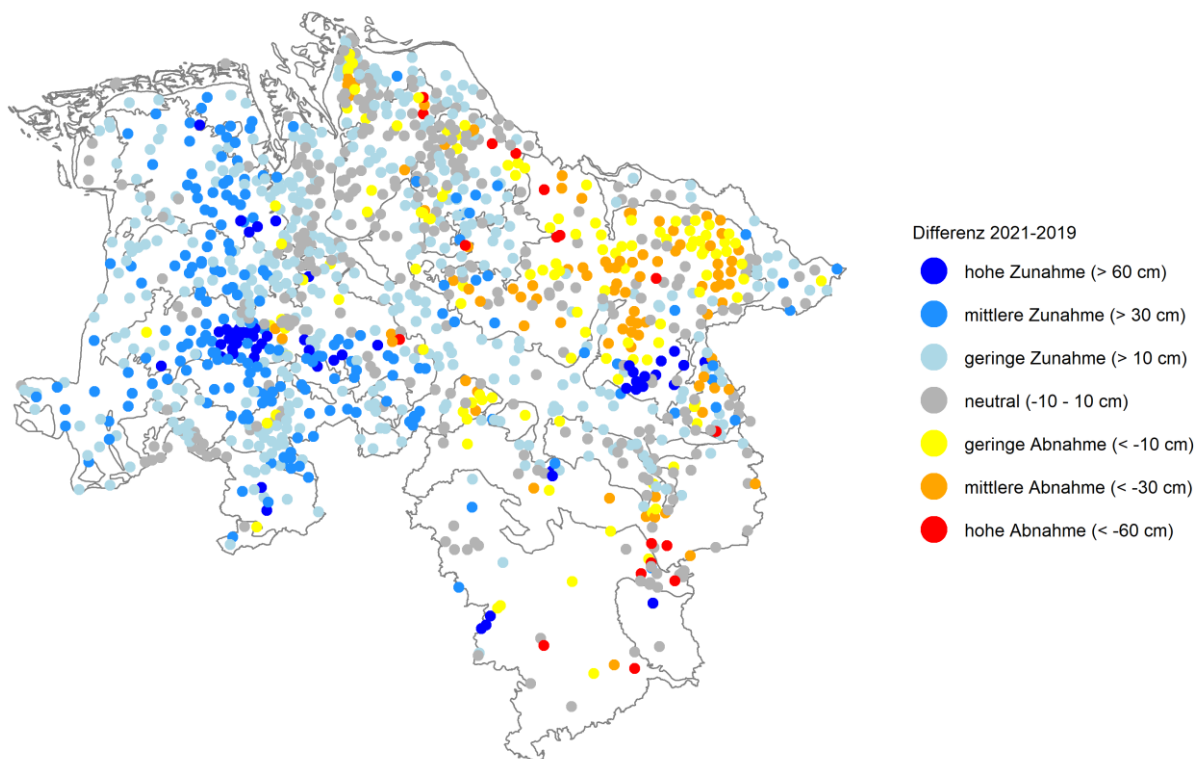 Differenz 2021-2019
hohe Zunahme (> 60 cm)
mittlere Zunahme (> 30 cm)
geringe Zunahme (> 10 cm)
neutral (-10 - 10 cm)
geringe Abnahme (< -10 cm)
mittlere Abnahme (< -30 cm)
hohe Abnahme (< -60 cm)